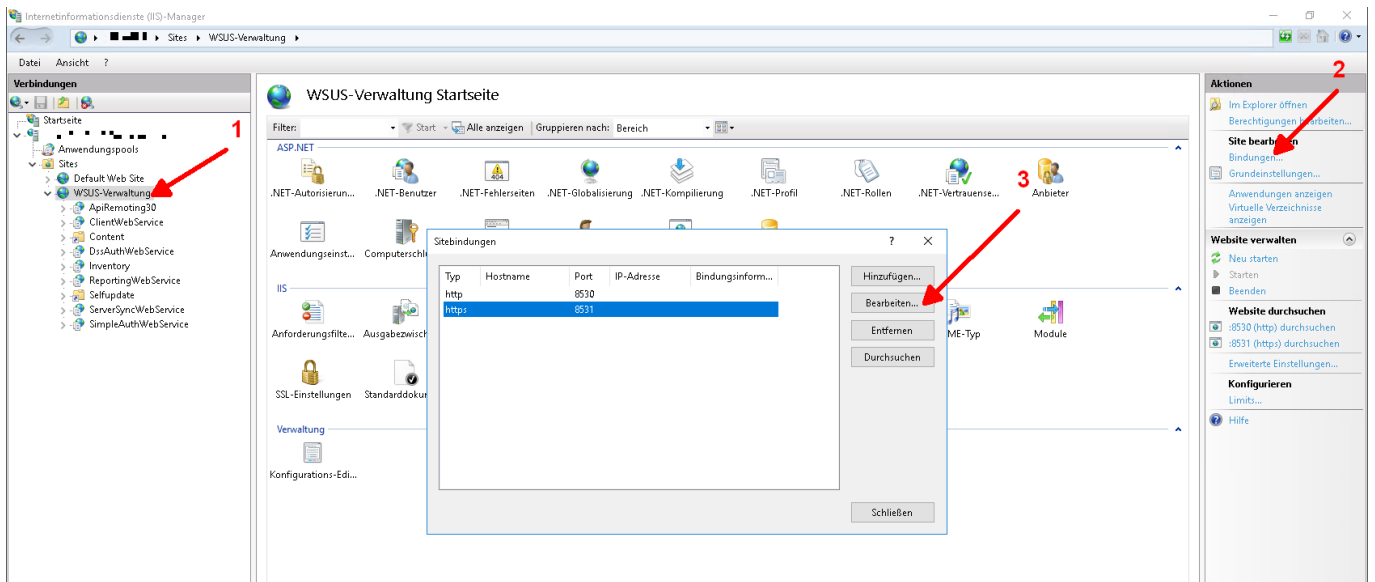 Internetinformationsdienste (IIS)-Manager
Sites
WSUS-Verwaltung
Datei Ansicht ?
Verbindungen
Startseite
Anwendungspools
Sites
Default Web Site
WSUS-Verwaltung
ApiRemoting30
ClientWebService
Content
DssAuthWebService
Inventory
ReportingWebService
Selfupdate
ServerSyncWebService
SimpleAuthWebService
1
WSUS-Verwaltung Startseite
Filter: Start Alle anzeigen Gruppieren nach: Bereich
ASP.NET
.NET-Autorisierun... .NET-Benutzer .NET-Fehlerseiten .NET-Globalisierung .NET-Kompilierung .NET-Profil .NET-Rollen .NET-Vertrauense... Anbieter
404
3
Anwendungseinst... Computerschlü
IIS
Anforderungsfilte... Ausgabezwisch ME-Typ Module
SSL-Einstellungen Standarddokur
Verwaltung
Konfigurations-Edi...
Sitebindungen ?
Typ Hostname Port IP-Adresse Bindungsinform...
http 8530
https 8531
Hinzufügen...
Bearbeiten...
Entfernen
Durchsuchen
Schließen
Aktionen
2
Im Explorer öffnen
Berechtigungen bearbeiten...
Site bearbeiten
Bindungen...
Grundeinstellungen...
Anwendungen anzeigen
Virtuelle Verzeichnisse
anzeigen
Website verwalten
Neu starten
Starten
Beenden
Website durchsuchen
:8530 (http) durchsuchen
:8531 (https) durchsuchen
Erweiterte Einstellungen...
Konfigurieren
Limits...
Hilfe